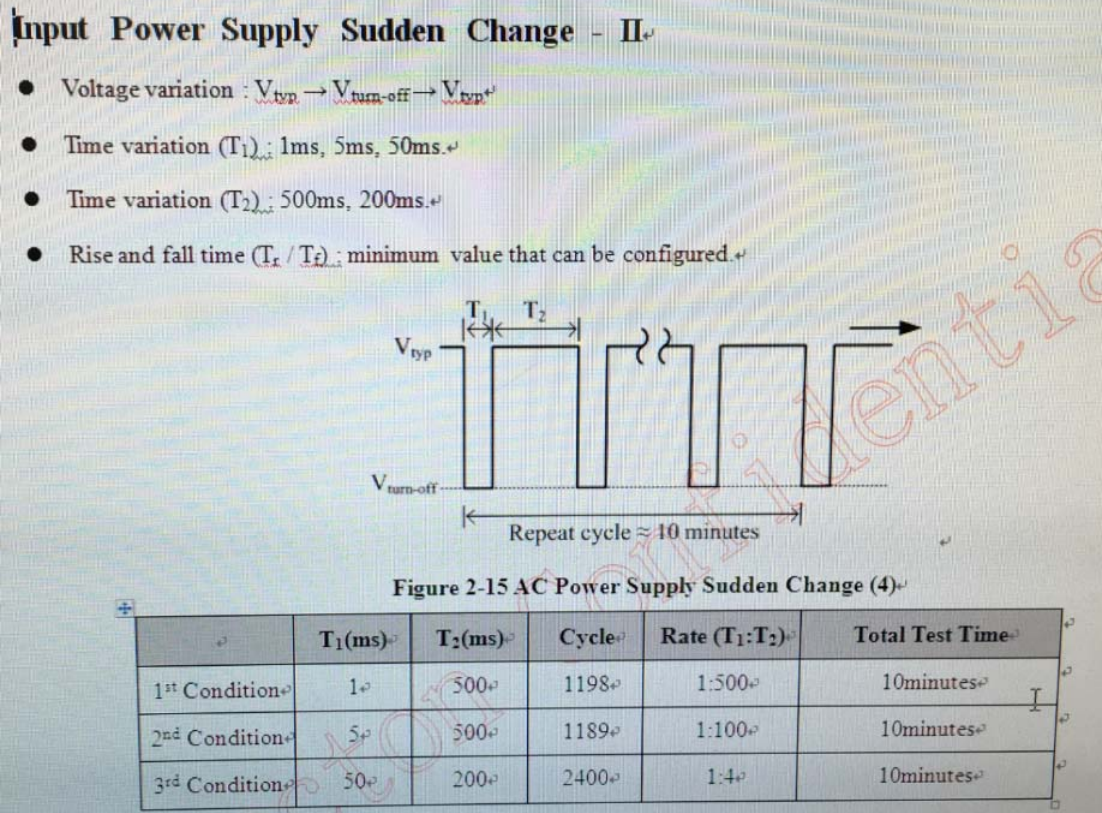 Input Power Supply Sudden Change - II
● Voltage variation : Vtyp → Vturn-off → Vtyp
● Time variation (T1) : 1ms, 5ms, 50ms.
● Time variation (T2) : 500ms, 200ms.
● Rise and fall time (Tr / Tf) : minimum value that can be configured.
T1 T2
Vtyp
Vturn-off
Repeat cycle ≈ 10 minutes
Figure 2-15 AC Power Supply Sudden Change (4)
T1(ms) T2(ms) Cycle Rate (T1:T2) Total Test Time
1st Condition 1 500 1198 1:500 10minutes
2nd Condition 5 500 1189 1:100 10minutes
3rd Condition 50 200 2400 1:4 10minutes
Confidentia